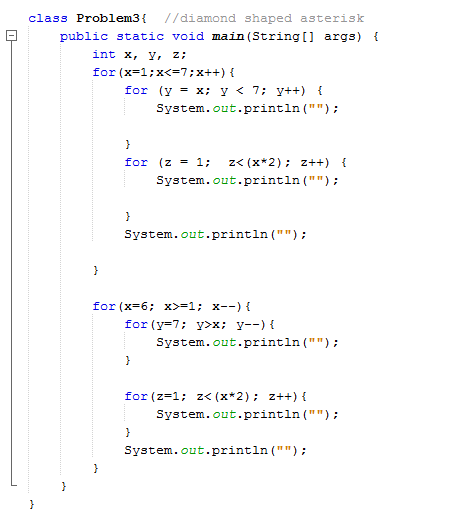 class Problem3{  //diamond shaped asterisk
    public static void main(String[] args) {
        int x, y, z;
        for(x=1;x<=7;x++){
            for (y = x; y < 7; y++) {
                System.out.println("");
            }
            for (z = 1;  z<(x*2); z++) {
                System.out.println("");
            }
            System.out.println("");
        }
        for(x=6; x>=1; x--){
            for(y=7; y>x; y--){
                System.out.println("");
            }
            for(z=1; z<(x*2); z++){
                System.out.println("");
            }
            System.out.println("");
        }
    }
}